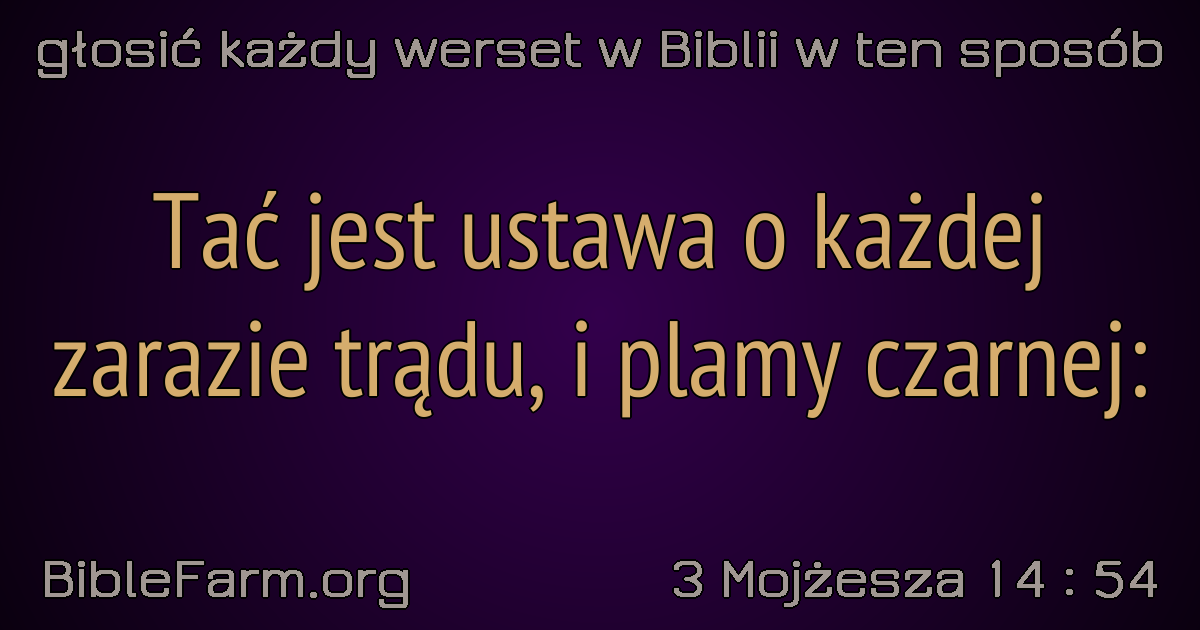 głosić każdy werset w Biblii w ten sposób
Tać jest ustawa o każdej
zarazie trądu, i plamy czarnej:
BibleFarm.org
3 Mojżesza 14 : 54